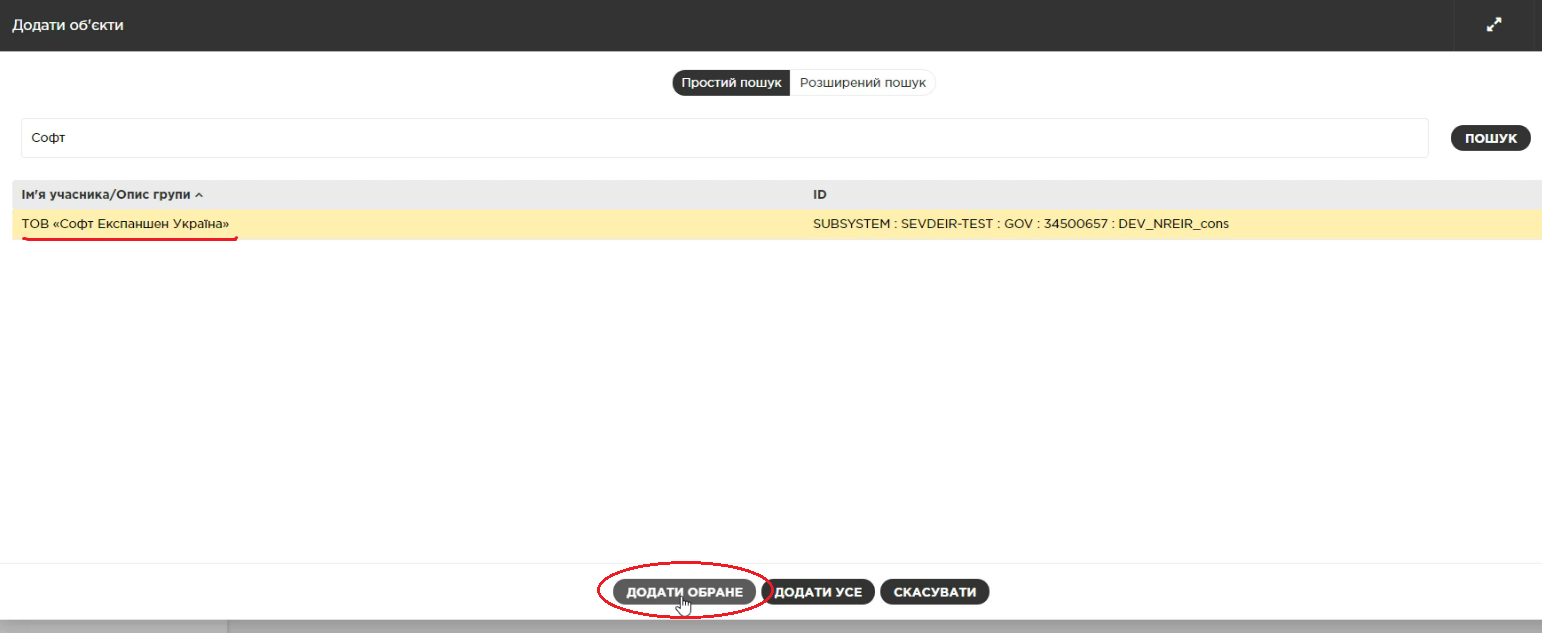 Додати об'єкти
Простий пошук Розширений пошук
Софт ПОШУК
Ім'я учасника/Опис групи ID
ТОВ «Софт Експаншен Україна» SUBSYSTEM : SEVDEIR-TEST : GOV : 34500657 : DEV_NREIR_cons
ДОДАТИ ОБРАНЕ ДОДАТИ УСЕ СКАСУВАТИ